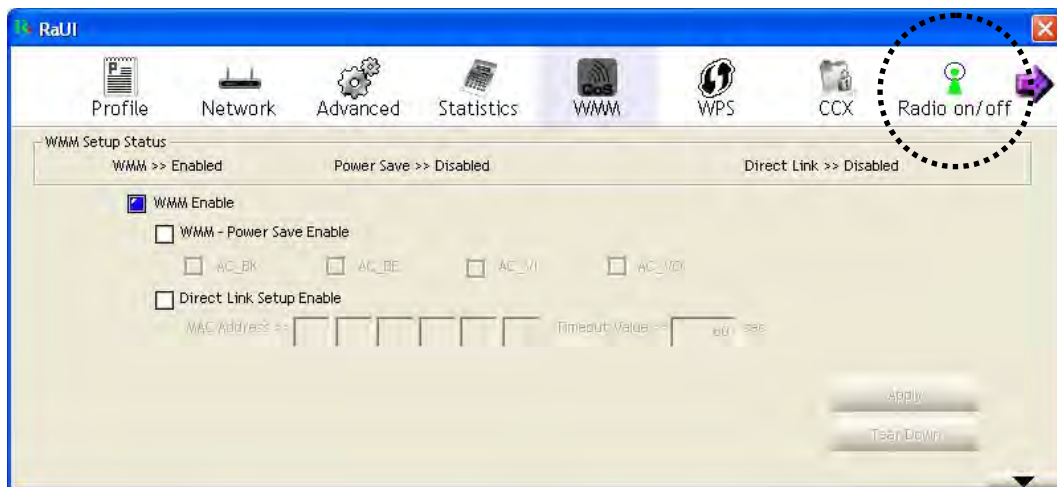 RaUI
Profile Network Advanced Statistics WMM WPS CCX Radio on/off
CoS
WMM Setup Status
WMM >> Enabled Power Save >> Disabled Direct Link >> Disabled
WMM Enable
WMM - Power Save Enable
AC_BK AC_BE AC_VI AC_VO
Direct Link Setup Enable
MAC Address >> Timeout Value >> 60 sec
Apply
Tear Down